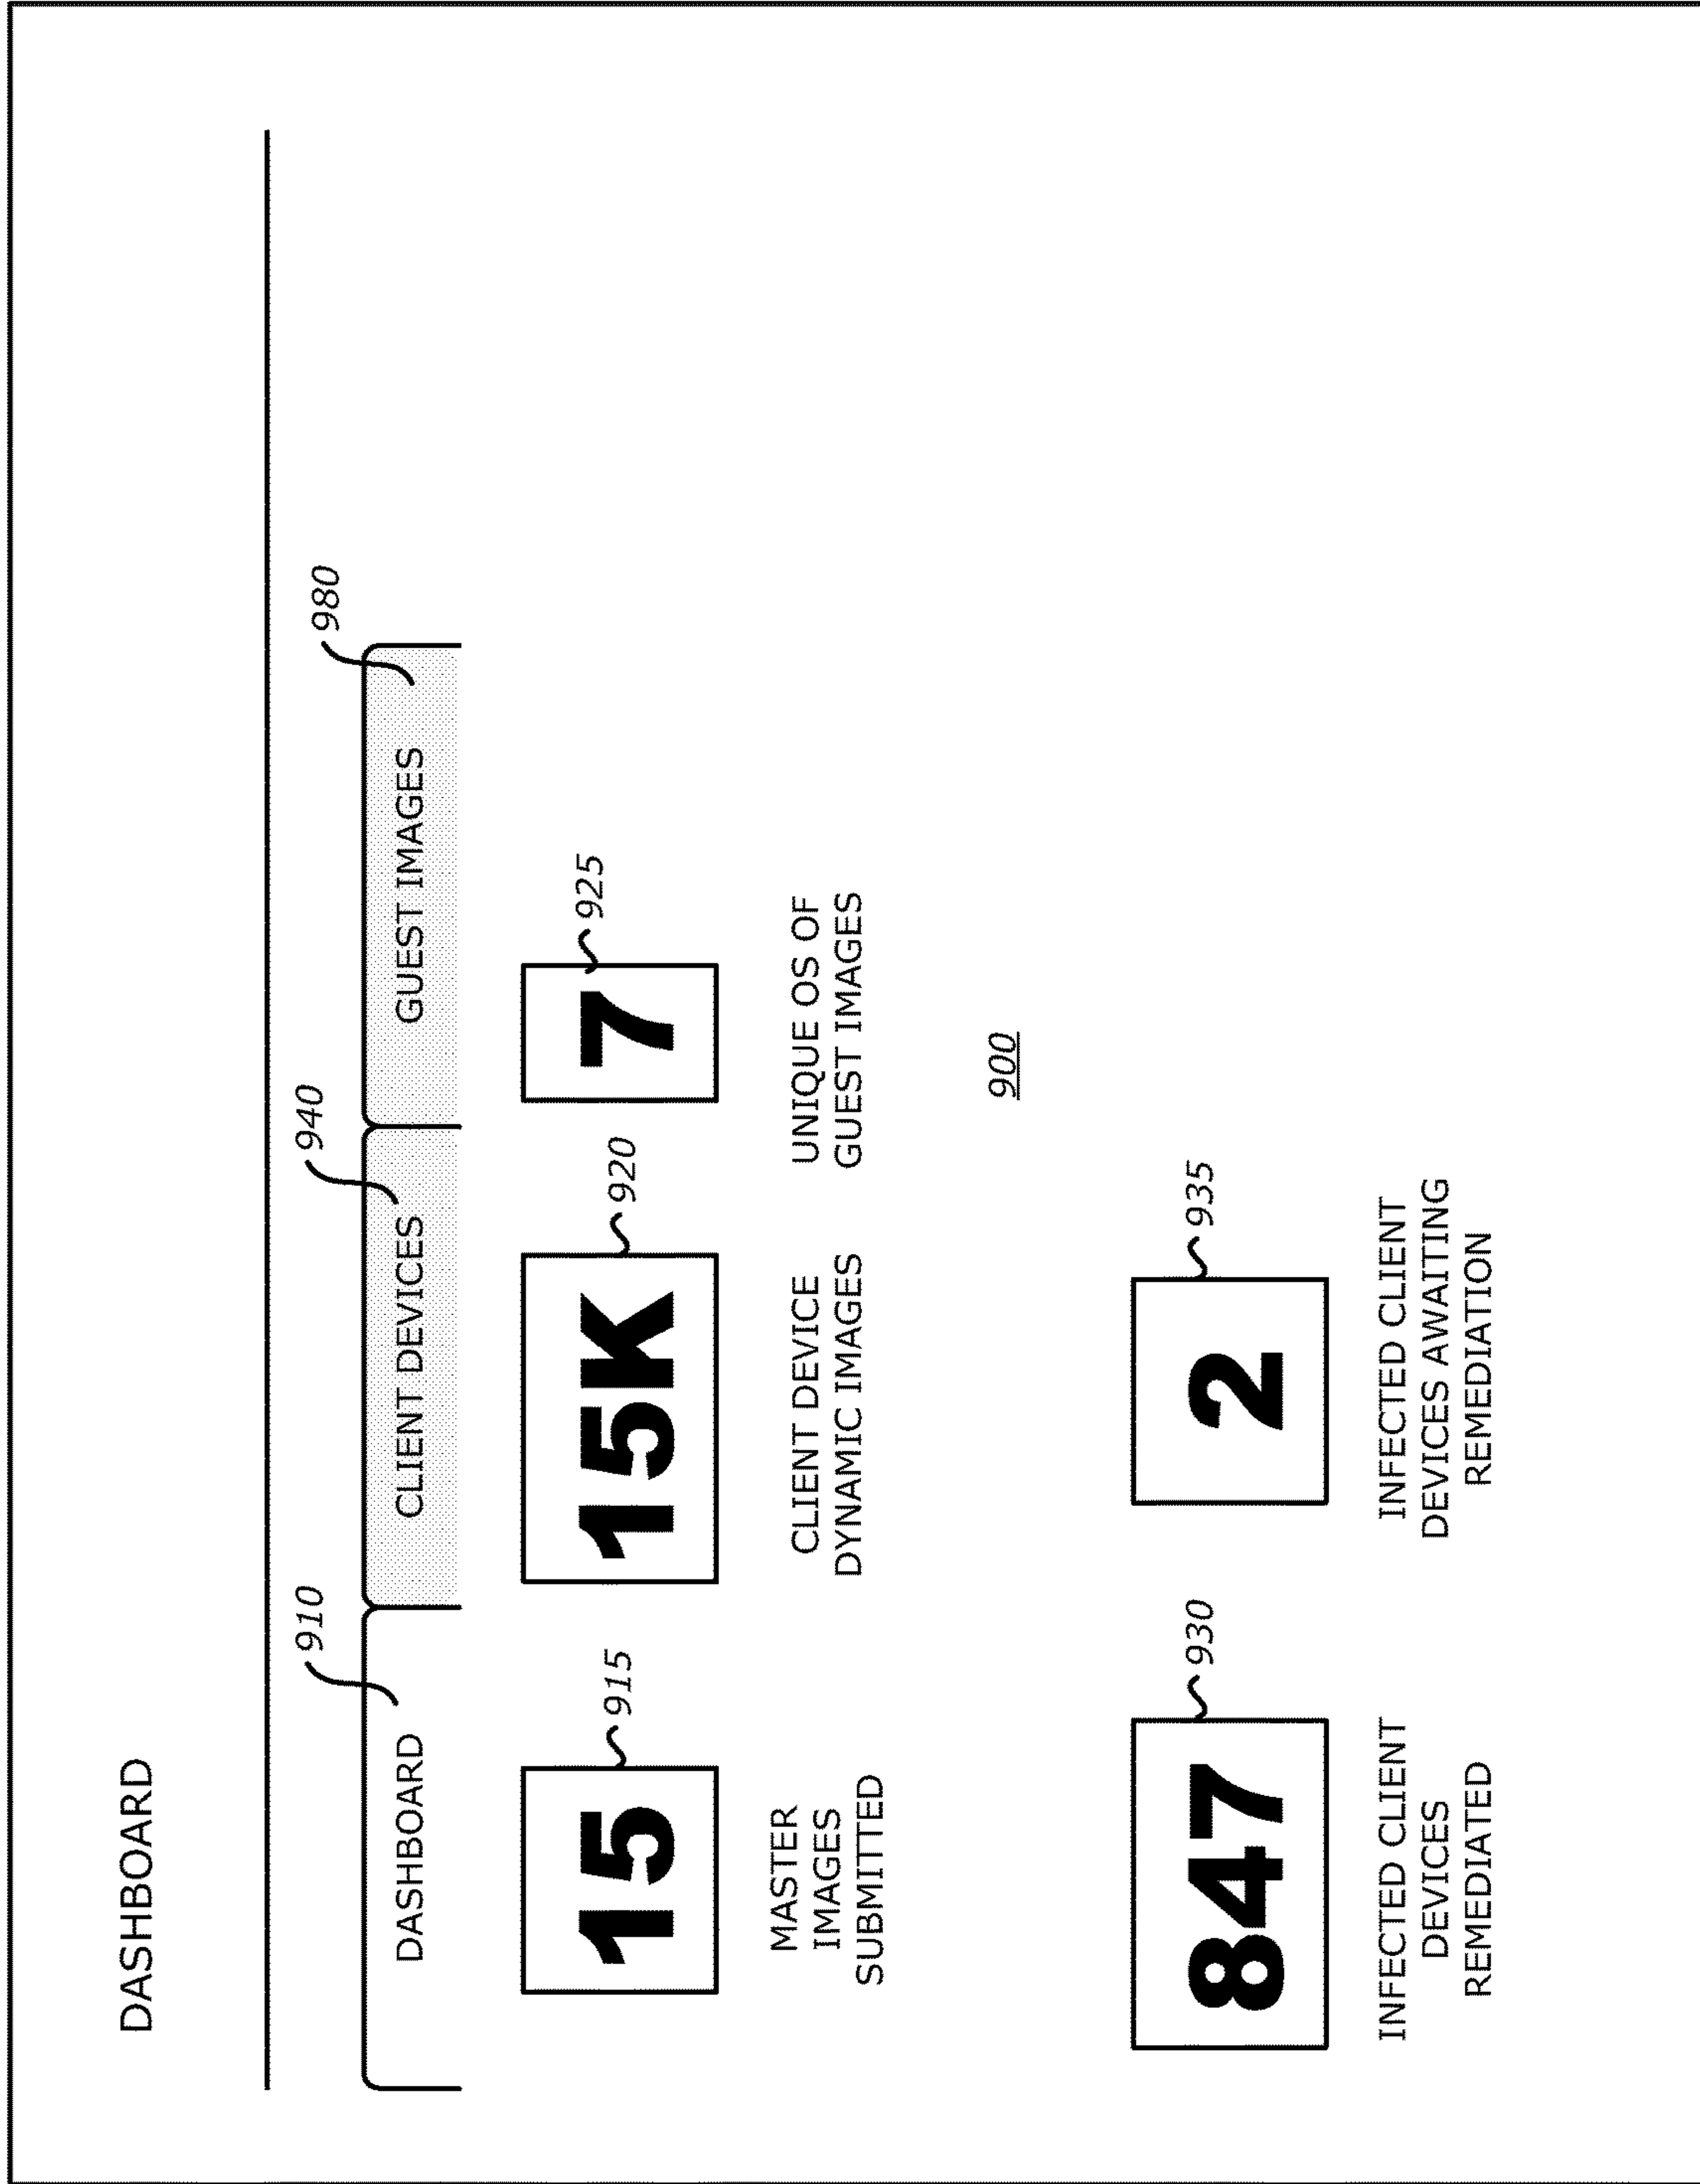 DASHBOARD
910
940
980
DASHBOARD
CLIENT DEVICES
GUEST IMAGES
15
915
15K
920
7
925
MASTER
IMAGES
SUBMITTED
CLIENT DEVICE
DYNAMIC IMAGES
UNIQUE OS OF
GUEST IMAGES
900
847
930
2
935
INFECTED CLIENT
DEVICES
REMEDIATED
INFECTED CLIENT
DEVICES AWAITING
REMEDIATION